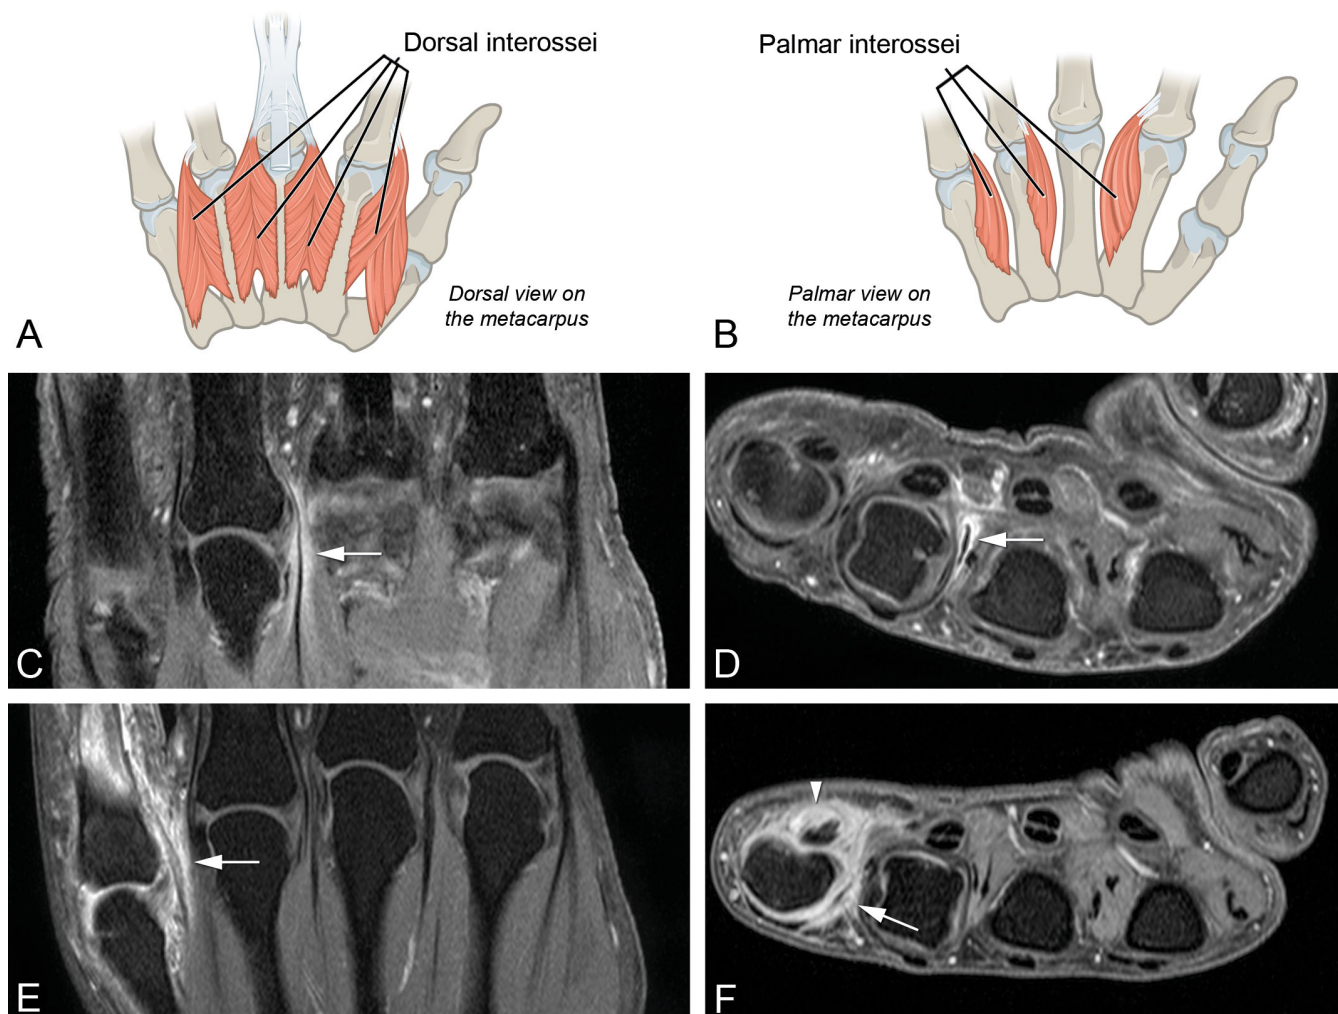 Dorsal interossei
Palmar interossei
Dorsal view on
the metacarpus
Palmar view on
the metacarpus
A
B
C
D
E
F